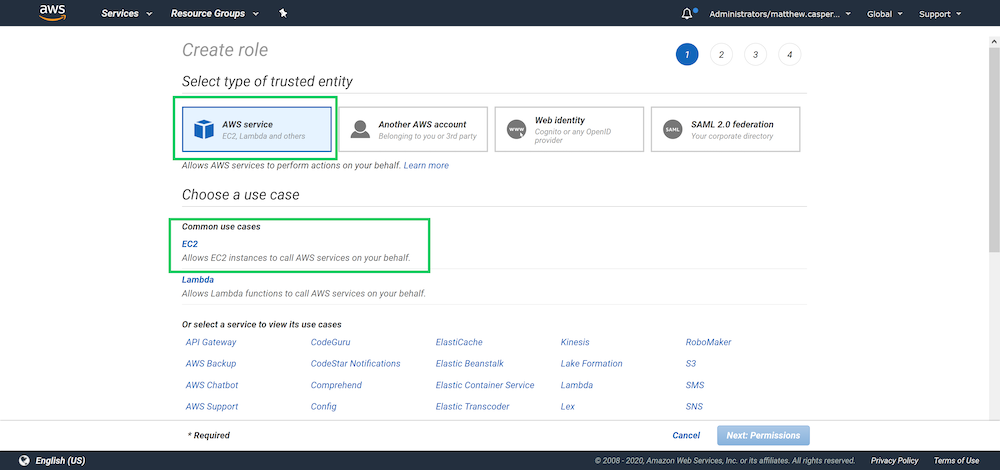 aws Services Resource Groups Administrators/matthew.casper... Global Support
Create role
1 2 3 4
Select type of trusted entity
AWS service
EC2, Lambda and others
Another AWS account
Belonging to you or 3rd party
www
Web identity
Cognito or any OpenID
provider
SAML
SAML 2.0 federation
Your corporate directory
Allows AWS services to perform actions on your behalf. Learn more
Choose a use case
Common use cases
EC2
Allows EC2 instances to call AWS services on your behalf.
Lambda
Allows Lambda functions to call AWS services on your behalf.
Or select a service to view its use cases
API Gateway CodeGuru ElastiCache Kinesis RoboMaker
AWS Backup CodeStar Notifications Elastic Beanstalk Lake Formation S3
AWS Chatbot Comprehend Elastic Container Service Lambda SMS
AWS Support Config Elastic Transcoder Lex SNS
* Required Cancel Next: Permissions
English (US) © 2008 - 2020, Amazon Web Services, Inc. or its affiliates. All rights reserved. Privacy Policy Terms of Use